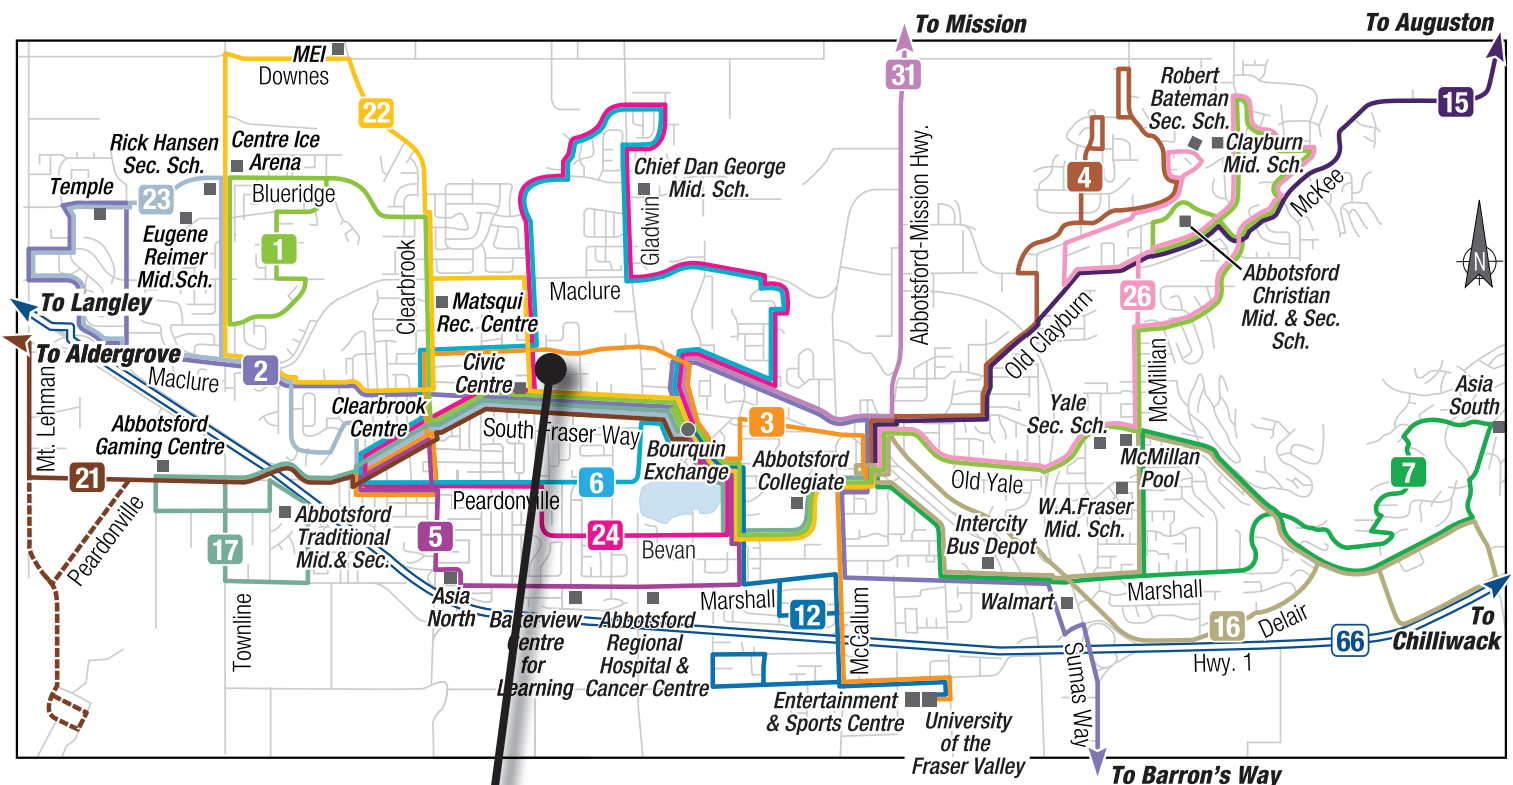 To Mission
To Auguston
MEI
Downes
31
Robert
Bateman
Sec. Sch.
15
22
Rick Hansen
Sec. Sch.
Centre Ice
Arena
Clayburn
Mid. Sch.
Chief Dan George
Mid. Sch.
4
Temple
23
Blueridge
McKee
Abbotsford-Mission Hwy.
Gladwin
Eugene
Reimer
Mid.Sch.
1
Clearbrook
N
Abbotsford
Christian
Mid. & Sec.
Sch.
To Langley
Matsqui
Rec. Centre
Maclure
26
Old Clayburn
To Aldergrove
Maclure
2
Civic
Centre
McMillan
Asia
South
Mt. Lehman
Abbotsford
Gaming Centre
Clearbrook
Centre
South Fraser Way
3
Yale
Sec. Sch.
Bourquin
Exchange
Abbotsford
Collegiate
McMillan
Pool
21
6
Old Yale
7
Peardonville
W.A.Fraser
Mid. Sch.
Peardonville
Abbotsford
Traditional
Mid.& Sec.
5
24
Bevan
Intercity
Bus Depot
17
Asia
North
Marshall
12
Walmart
Marshall
Townline
Bakerview
Centre
for
Learning
Abbotsford
Regional
Hospital &
Cancer Centre
McCallum
16
Delair
66
To
Chilliwack
Hwy. 1
Sumas Way
Entertainment
& Sports Centre
University
of the
Fraser Valley
To Barron's Way